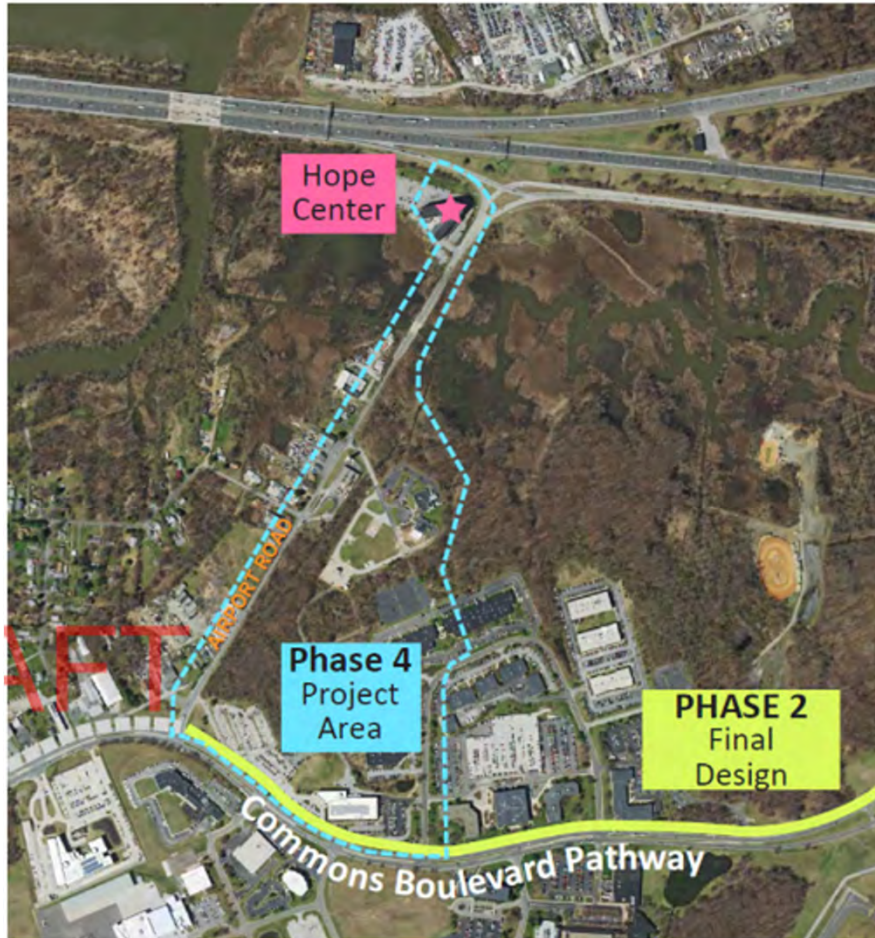 Hope
Center
AIRPORT ROAD
AFT
Phase 4
Project
Area
PHASE 2
Final
Design
Commons Boulevard Pathway